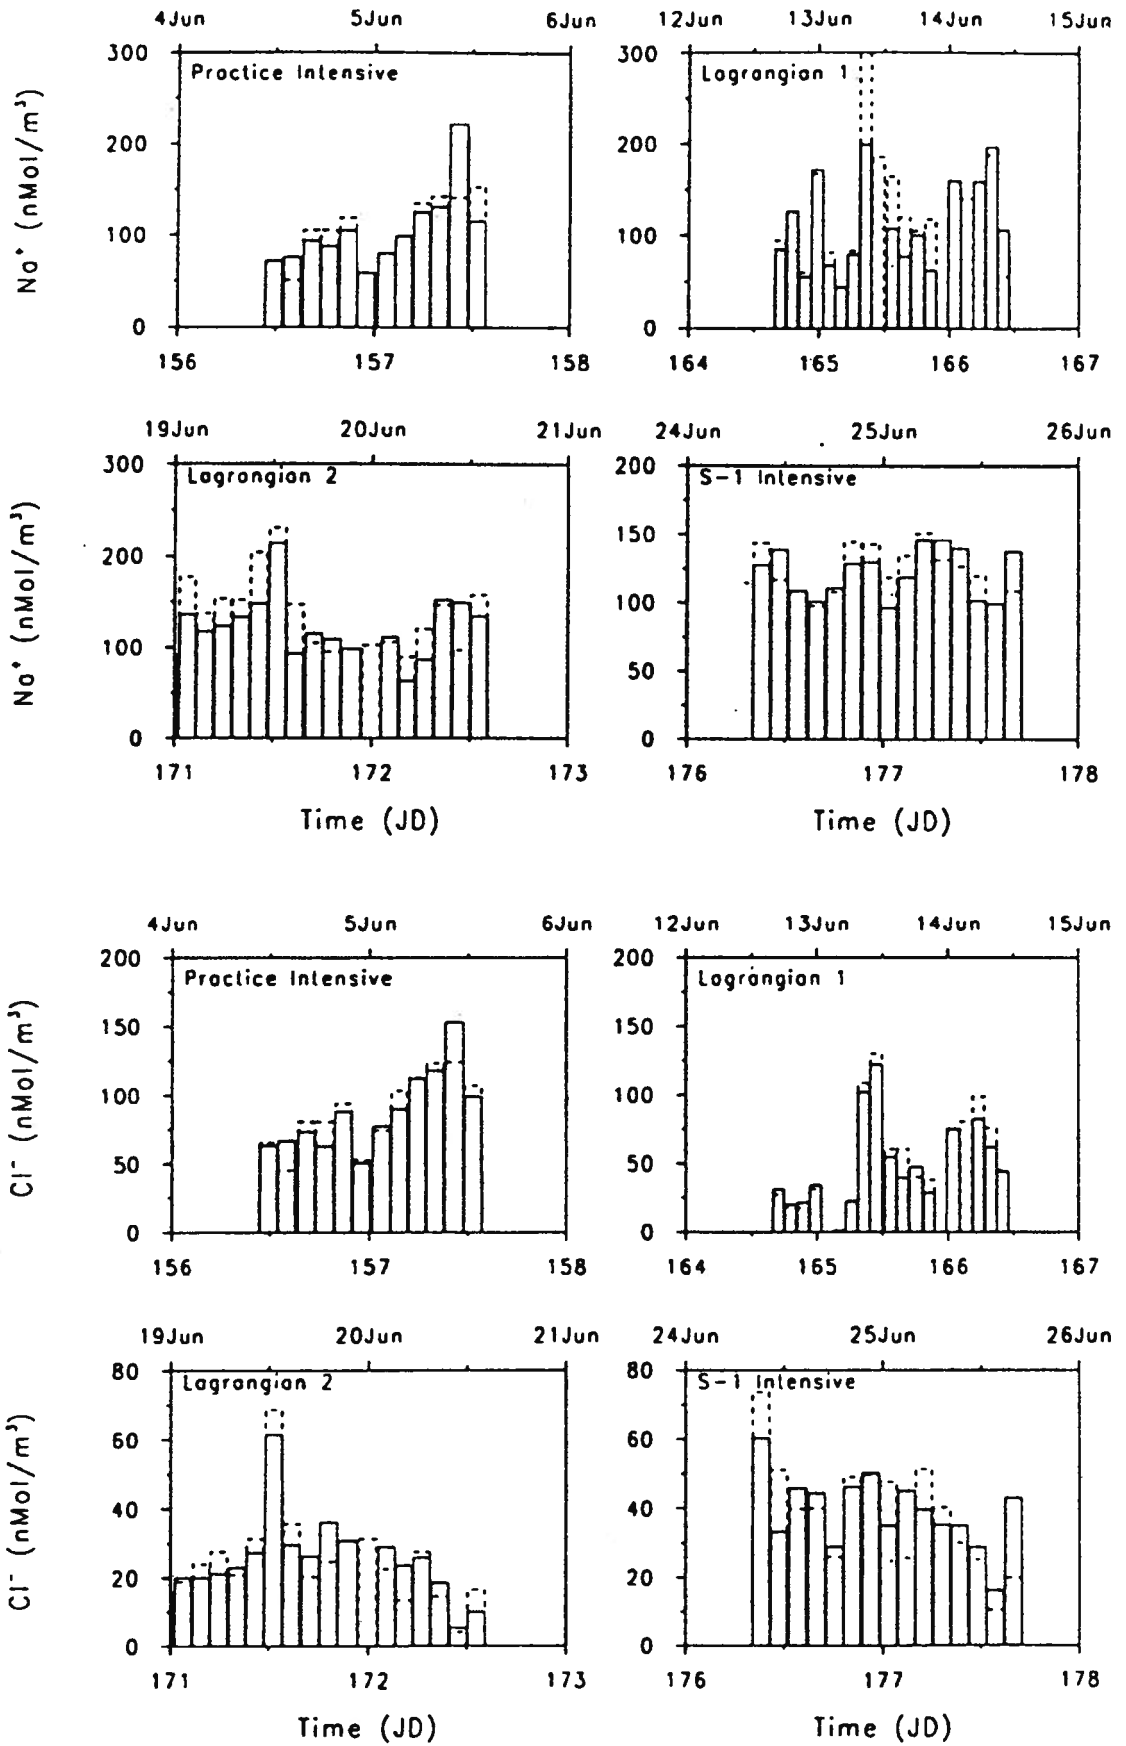 4Jun 5Jun 6Jun 12Jun 13Jun 14Jun 15Jun
300 Practice Intensive 300 Lagrangian 1
200 200
100 100
0 0
Na⁺ (nMol/m³)
156 157 158 164 165 166 167
19Jun 20Jun 21Jun 24Jun 25Jun 26Jun
300 Lagrangian 2 200 S-1 Intensive
200 150
100 100
50
0 0
Na⁺ (nMol/m³)
171 172 173 176 177 178
Time (JD) Time (JD)
4Jun 5Jun 6Jun 12Jun 13Jun 14Jun 15Jun
200 Practice Intensive 200 Lagrangian 1
150 150
100 100
50 50
0 0
Cl⁻ (nMol/m³)
156 157 158 164 165 166 167
19Jun 20Jun 21Jun 24Jun 25Jun 26Jun
80 Lagrangian 2 80 S-1 Intensive
60 60
40 40
20 20
0 0
Cl⁻ (nMol/m³)
171 172 173 176 177 178
Time (JD) Time (JD)